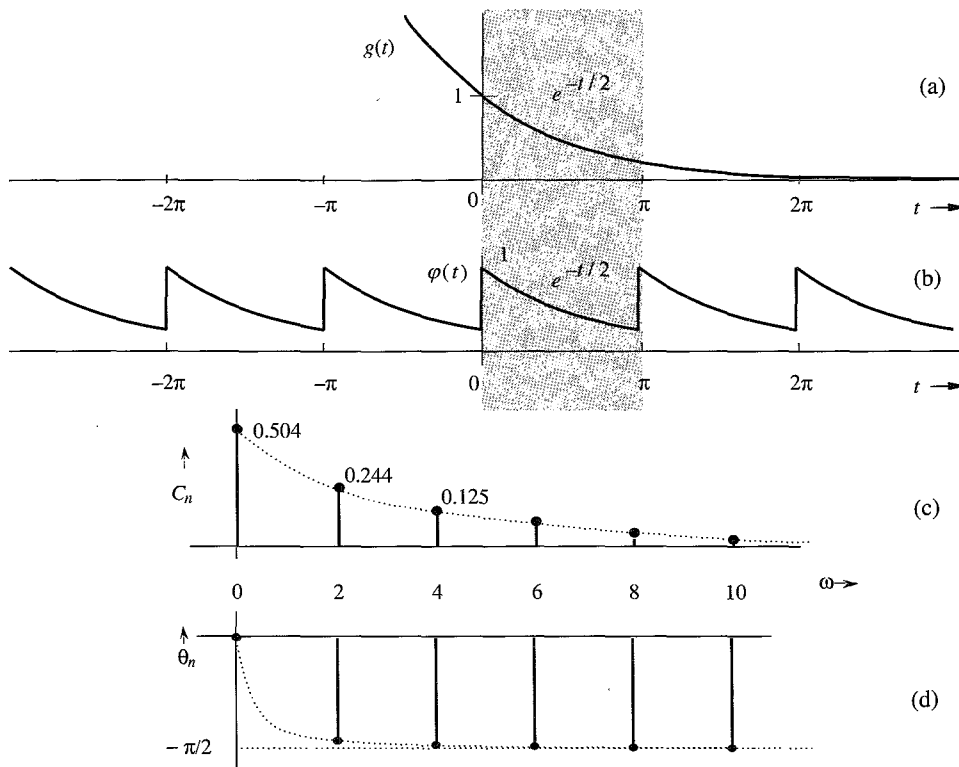 g(t)
1
e^{-t/2}
(a)
−2π −π 0 π 2π t
φ(t) 1 e^{-t/2} (b)
−2π −π 0 π 2π t
0.504
0.244
0.125
C_n
(c)
0 2 4 6 8 10 ω
θ_n
(d)
− π/2